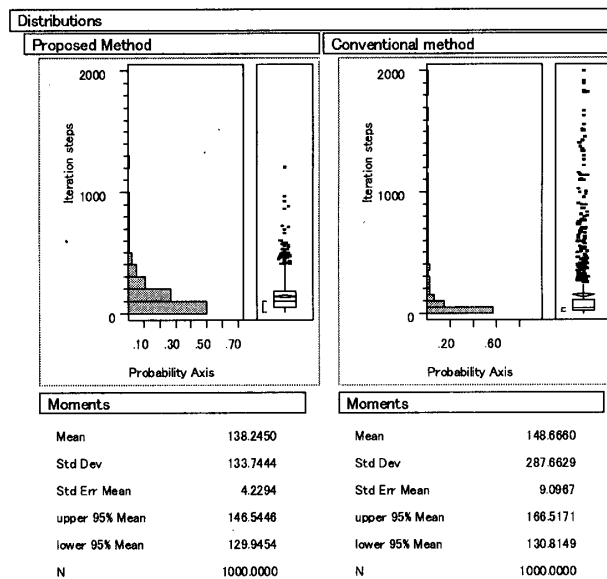 Distributions
Proposed Method
2000
1000
0
Iteration steps
.10 .30 .50 .70
Probability Axis
Moments
Mean 138.2450
Std Dev 133.7444
Std Err Mean 4.2294
upper 95% Mean 146.5446
lower 95% Mean 129.9454
N 1000.0000
Conventional method
2000
1000
0
Iteration steps
.20 .60
Probability Axis
Moments
Mean 148.6660
Std Dev 287.6629
Std Err Mean 9.0967
upper 95% Mean 166.5171
lower 95% Mean 130.8149
N 1000.0000